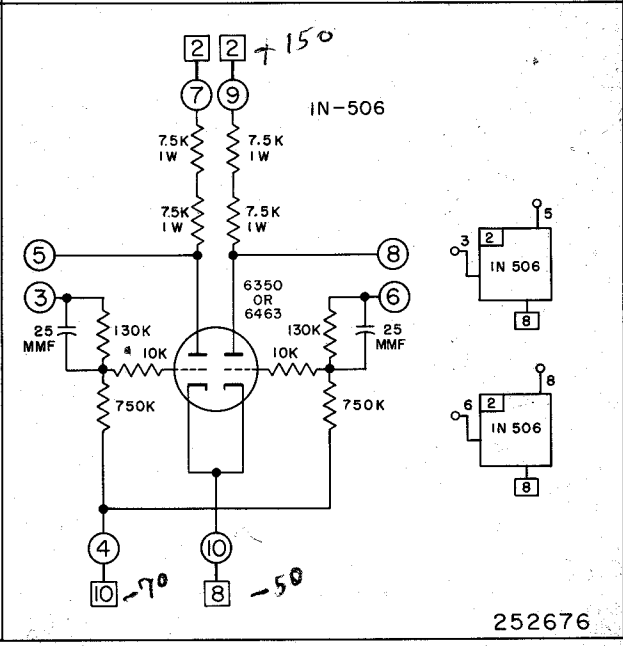 2 2 +150
7 9
IN-506
7.5K 7.5K
1W 1W
7.5K 7.5K
1W 1W
5 8
3 6
6350
OR
6463
25
MMF
130K
10K
10K
130K
25
MMF
750K 750K
4 10
10 -70 8 -50
5
3 2
IN 506
8
8
6 2
IN 506
8
252676